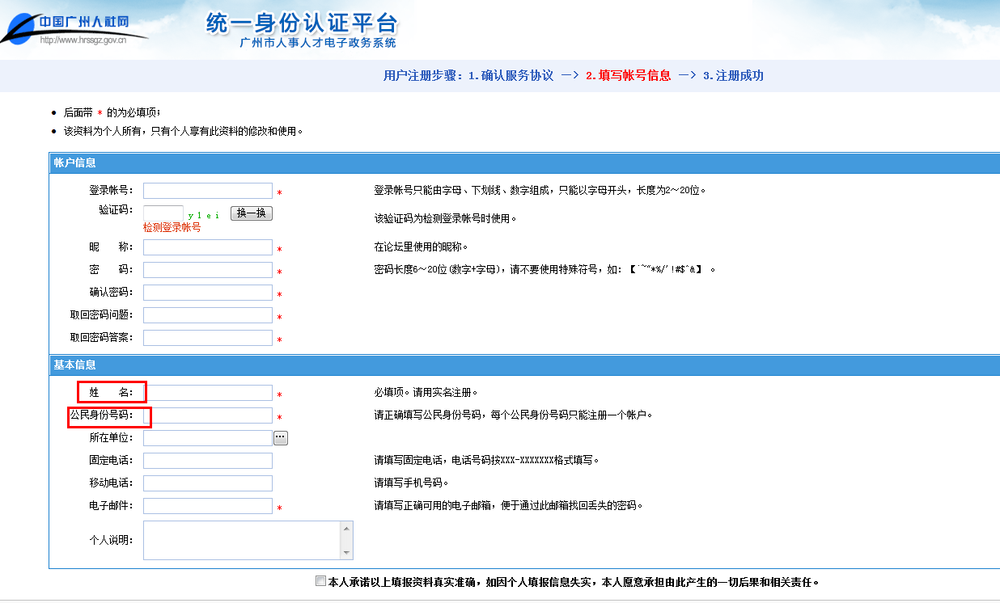 中国广州人社网
http://www.hrssgz.gov.cn
统一身份认证平台
广州市人事人才电子政务系统
用户注册步骤：1.确认服务协议 —> 2.填写帐号信息 —> 3.注册成功
后面带 * 的为必填项；
该资料为个人所有，只有个人享有此资料的修改和使用。
帐户信息
登录帐号： * 登录帐号只能由字母、下划线、数字组成，只能以字母开头，长度为2～20位。
验证码： ylei 换一换 该验证码为检测登录帐号时使用。
检测登录帐号
昵 称： * 在论坛里使用的昵称。
密 码： * 密码长度6～20位(数字+字母)，请不要使用特殊符号，如：【`~"*%/'!#$^&】 。
确认密码： *
取回密码问题： *
取回密码答案： *
基本信息
姓 名： * 必填项。请用实名注册。
公民身份号码： * 请正确填写公民身份号码，每个公民身份号码只能注册一个帐户。
所在单位： ...
固定电话： 请填写固定电话，电话号码按XXX-XXXXXXX格式填写。
移动电话： 请填写手机号码。
电子邮件： * 请填写正确可用的电子邮箱，便于通过此邮箱找回丢失的密码。
个人说明：
本人承诺以上填报资料真实准确，如因个人填报信息失实，本人愿意承担由此产生的一切后果和相关责任。